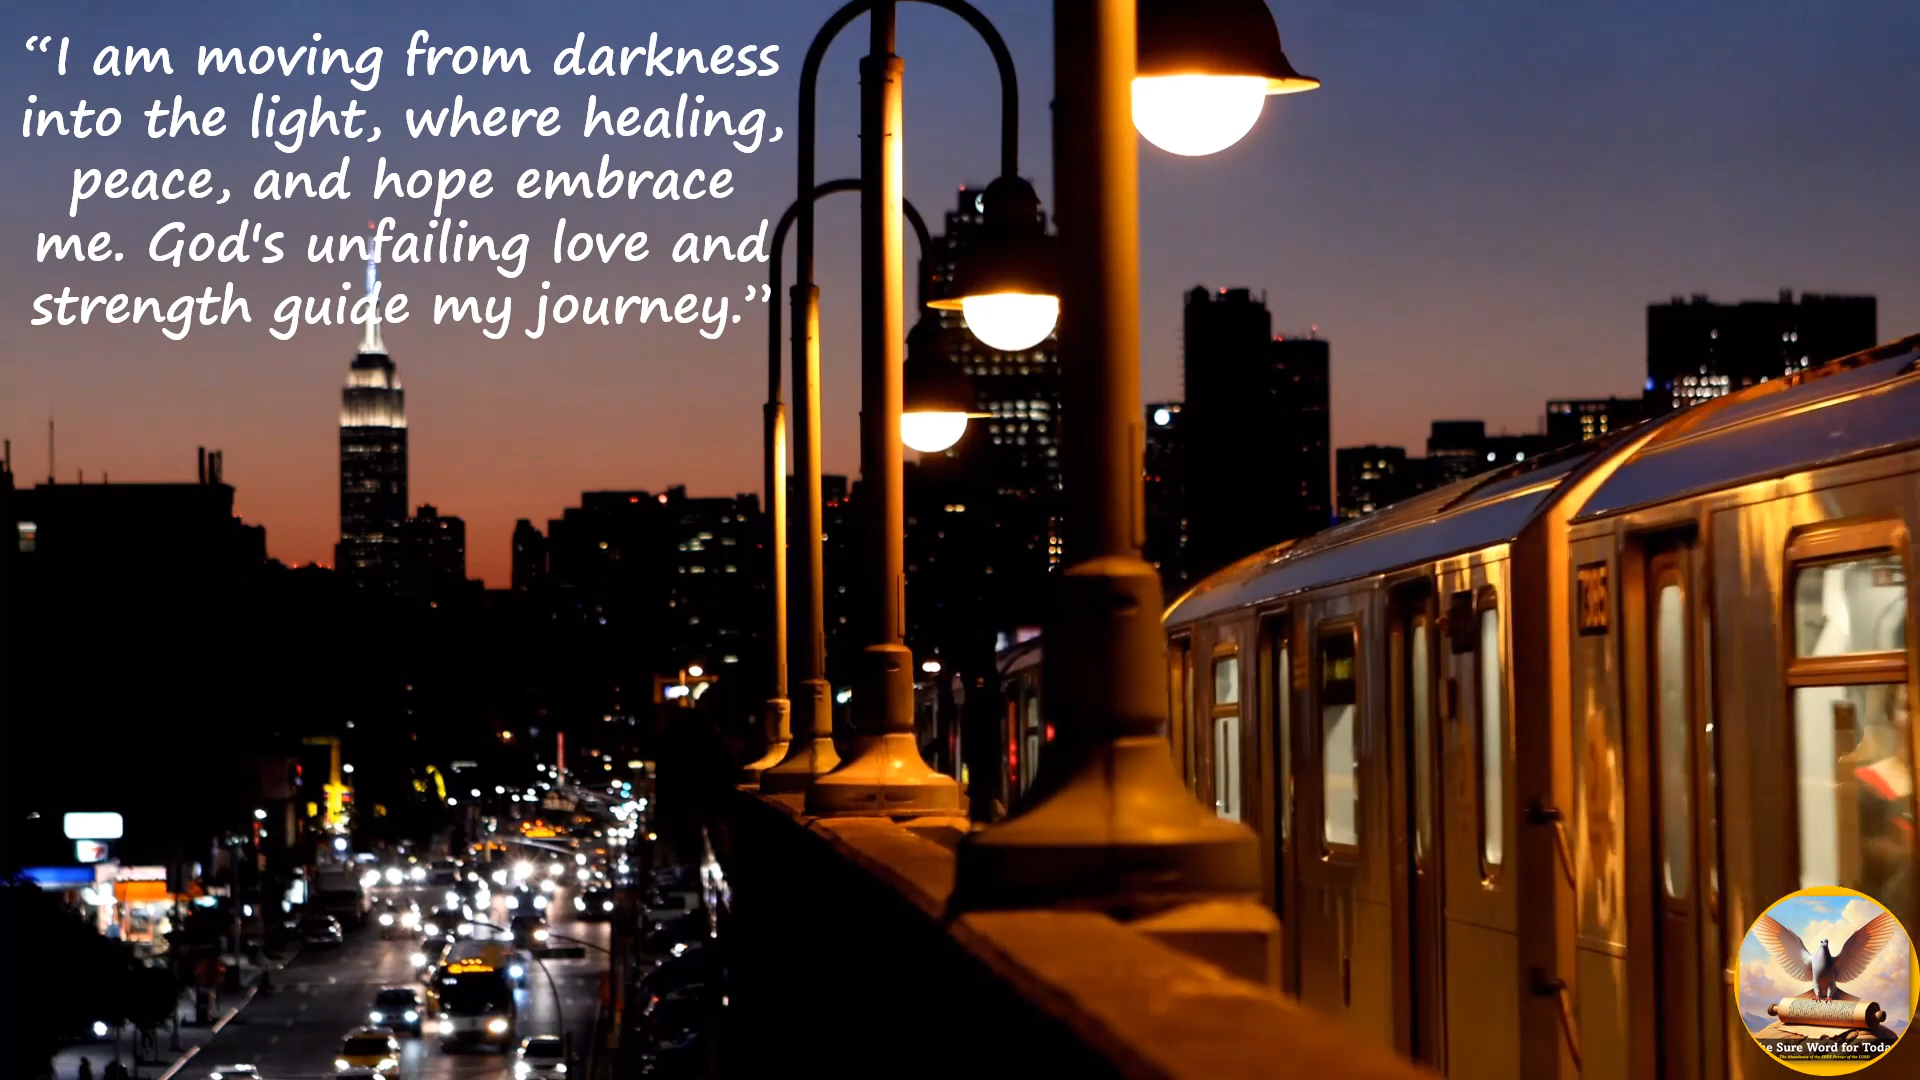 “I am moving from darkness
into the light, where healing,
peace, and hope embrace
me. God's unfailing love and
strength guide my journey.”
e Sure Word for Toda